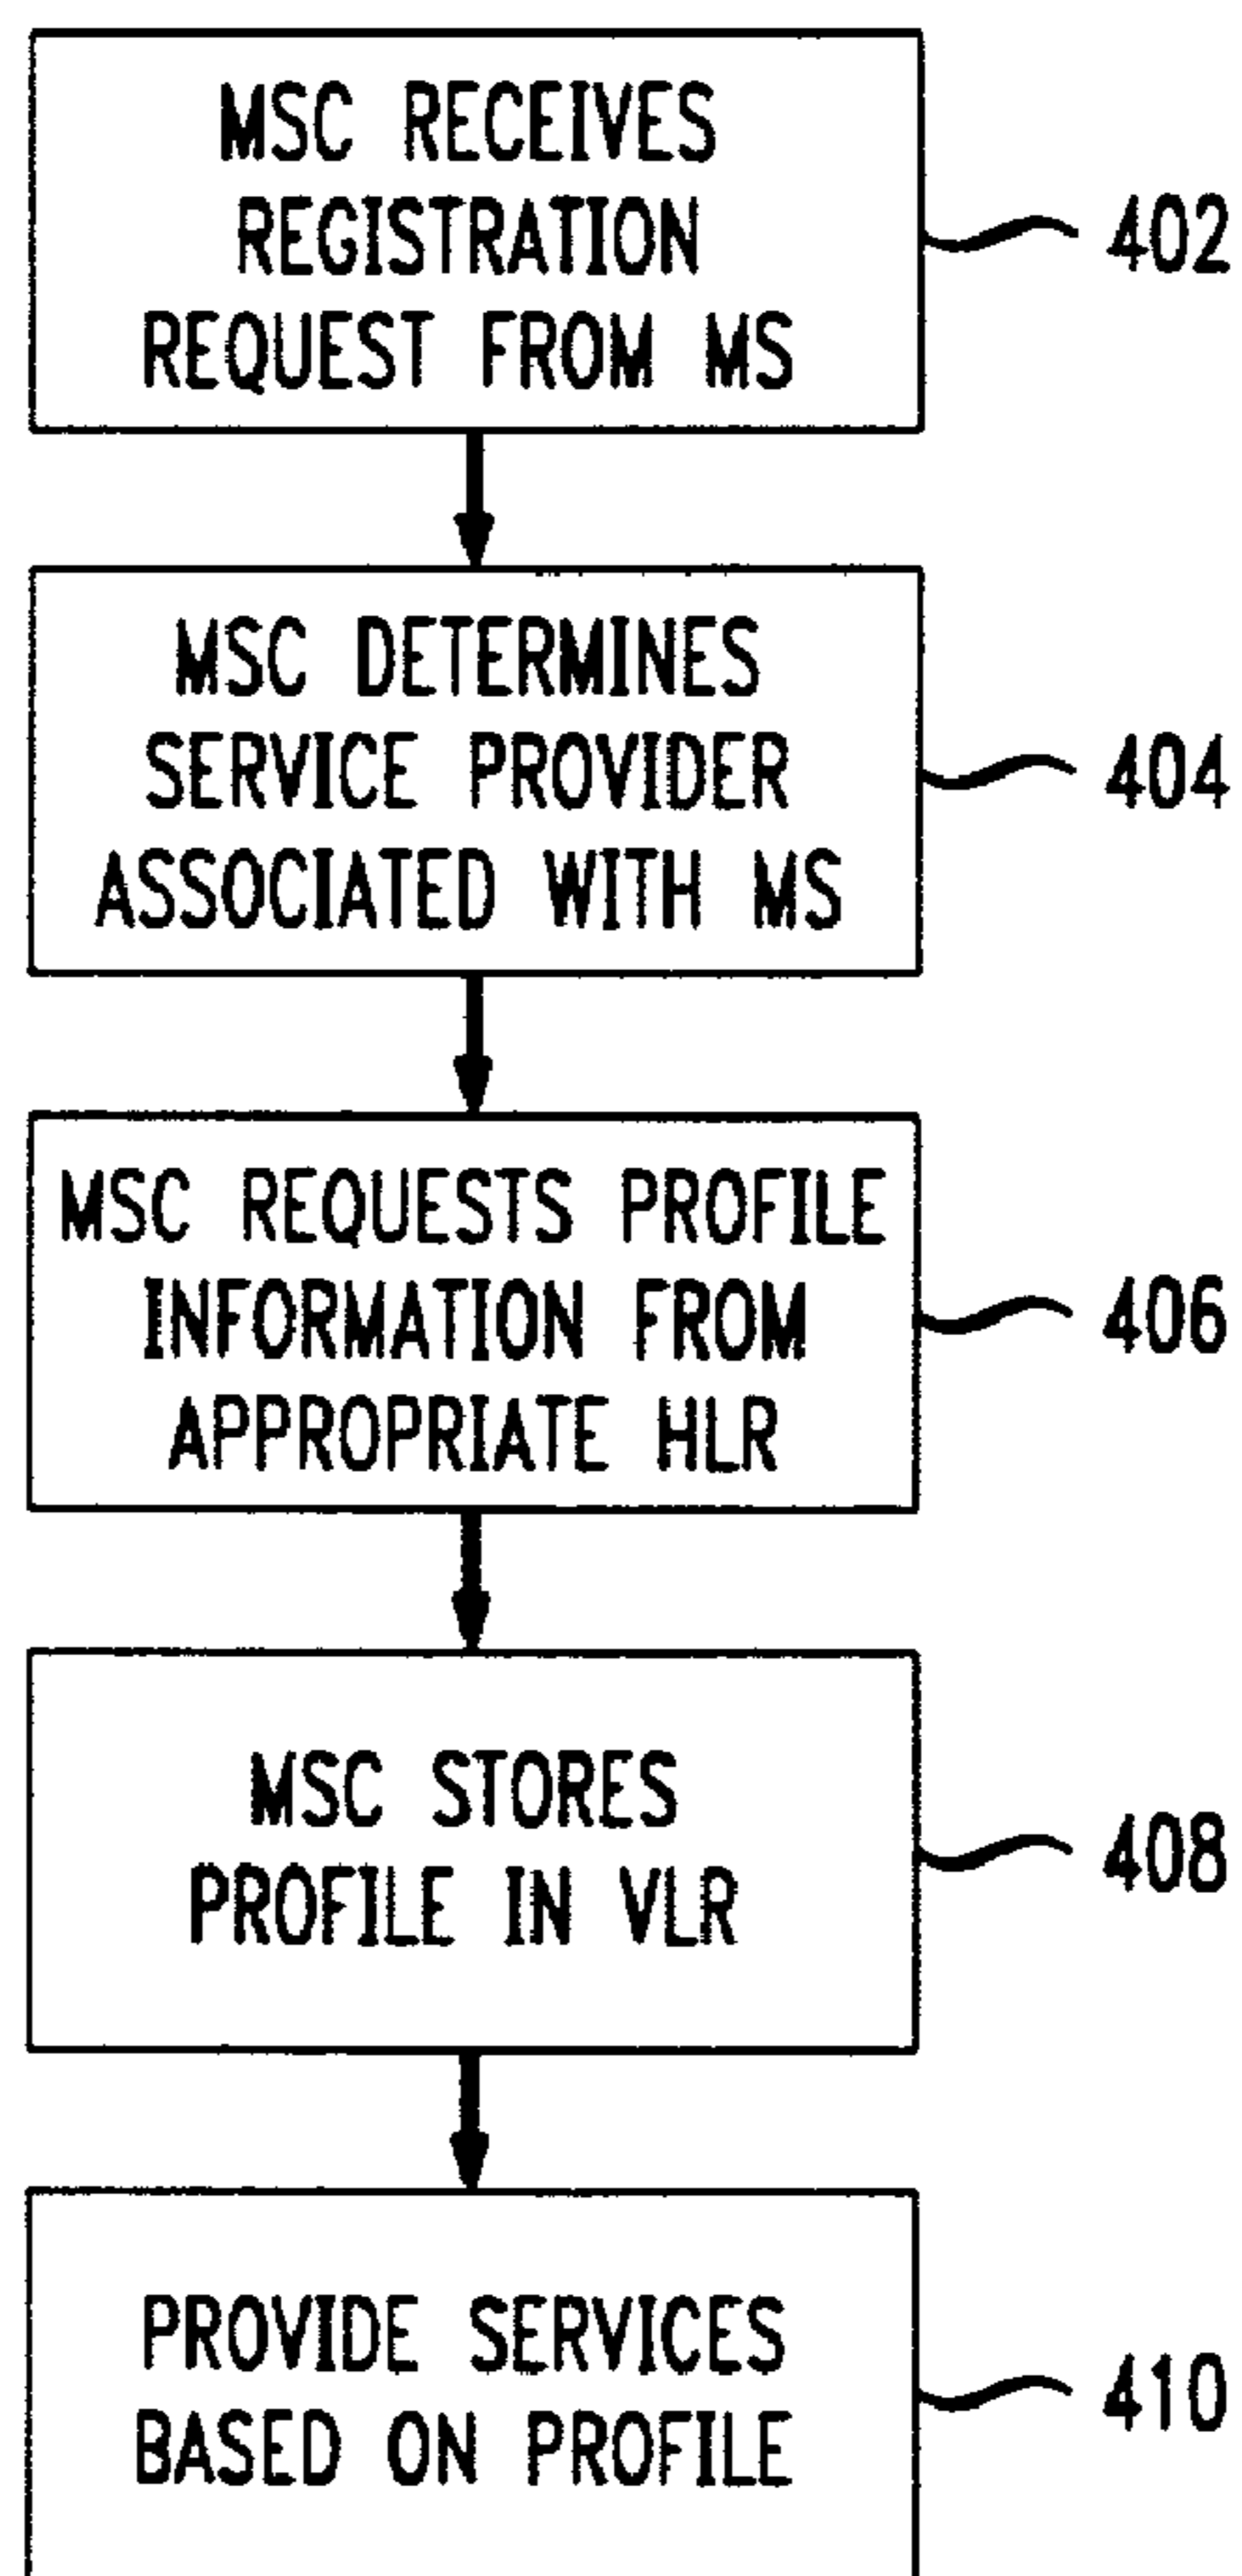 MSC RECEIVES
REGISTRATION
REQUEST FROM MS
402
MSC DETERMINES
SERVICE PROVIDER
ASSOCIATED WITH MS
404
MSC REQUESTS PROFILE
INFORMATION FROM
APPROPRIATE HLR
406
MSC STORES
PROFILE IN VLR
408
PROVIDE SERVICES
BASED ON PROFILE
410